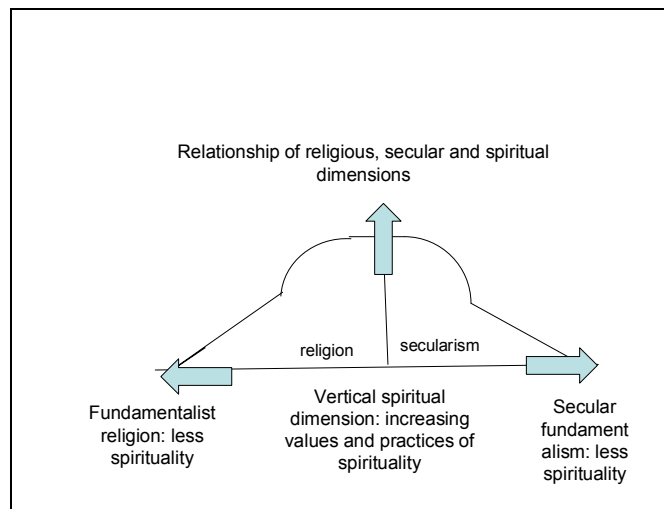 Relationship of religious, secular and spiritual
dimensions
religion
secularism
Fundamentalist
religion: less
spirituality
Vertical spiritual
dimension: increasing
values and practices of
spirituality
Secular
fundament
alism: less
spirituality